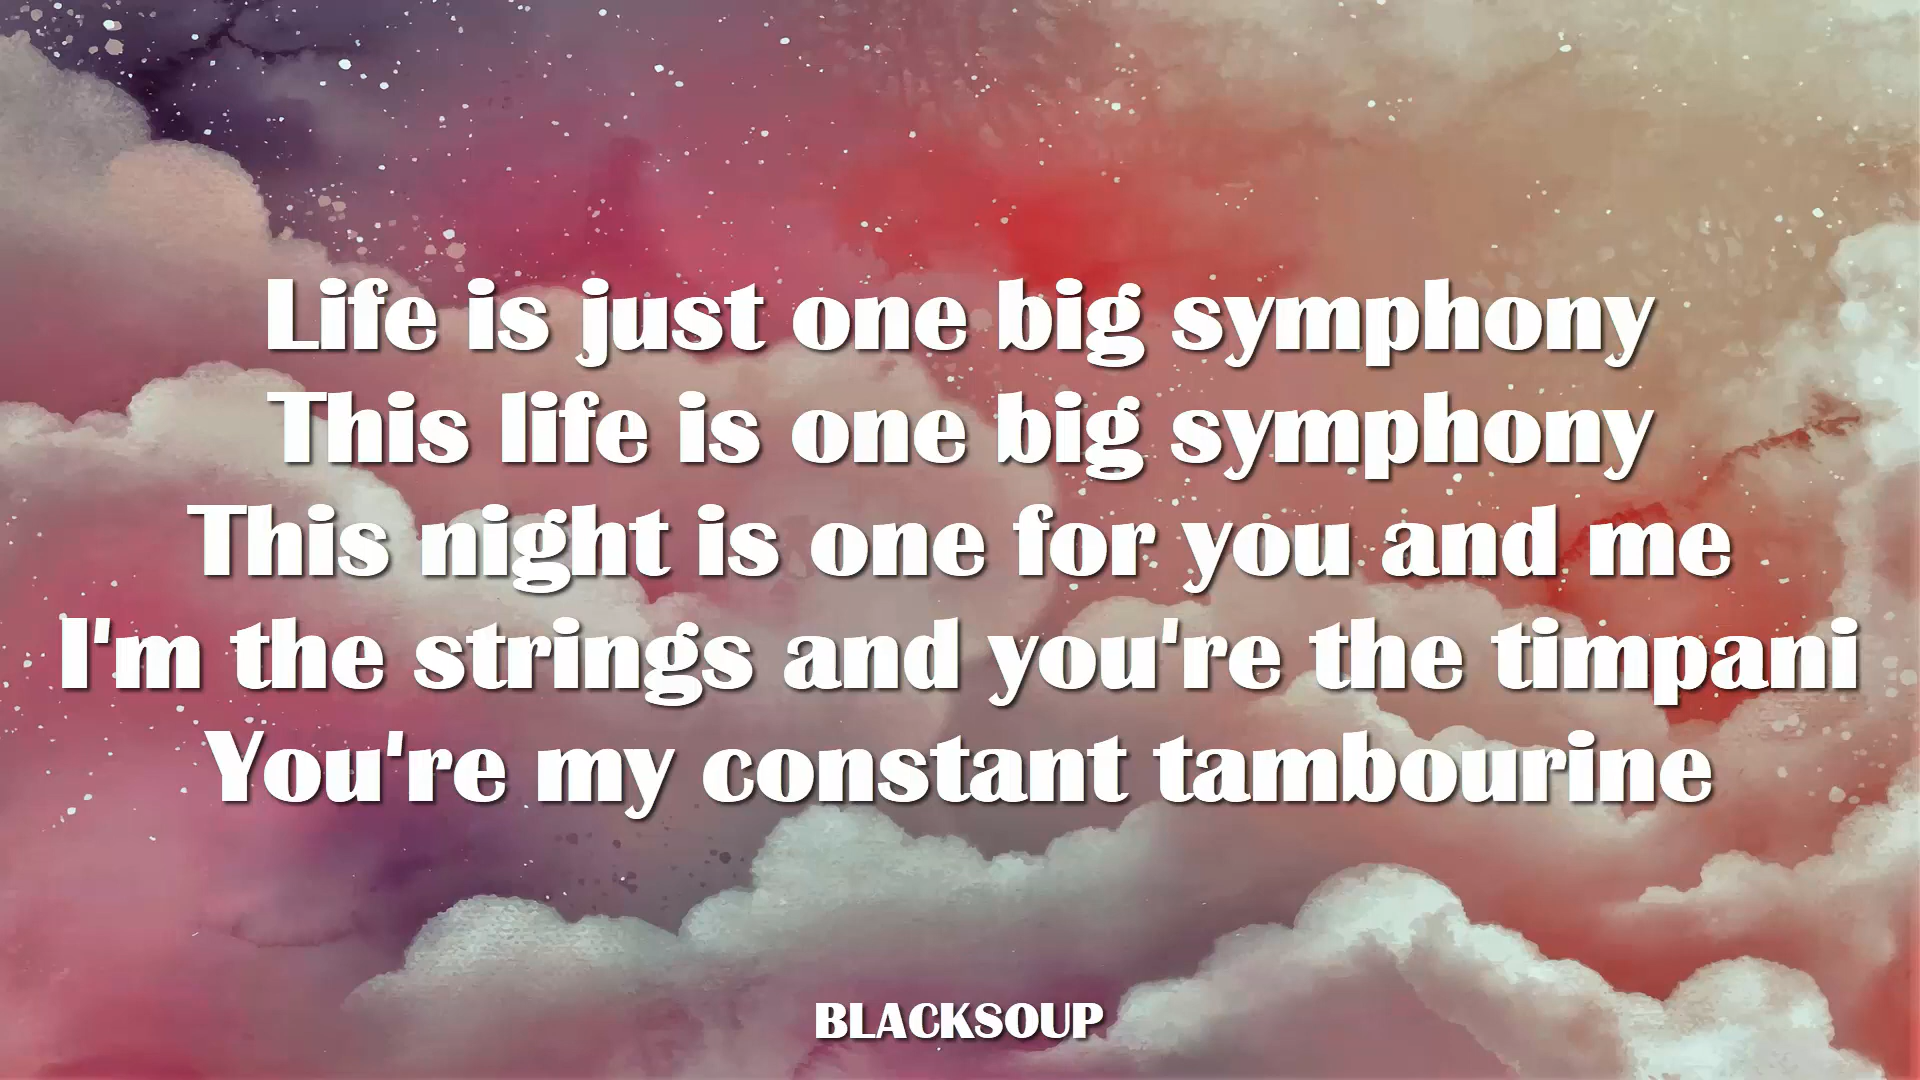 Life is just one big symphony
This life is one big symphony
This night is one for you and me
I'm the strings and you're the timpani
You're my constant tambourine
BLACKSOUP